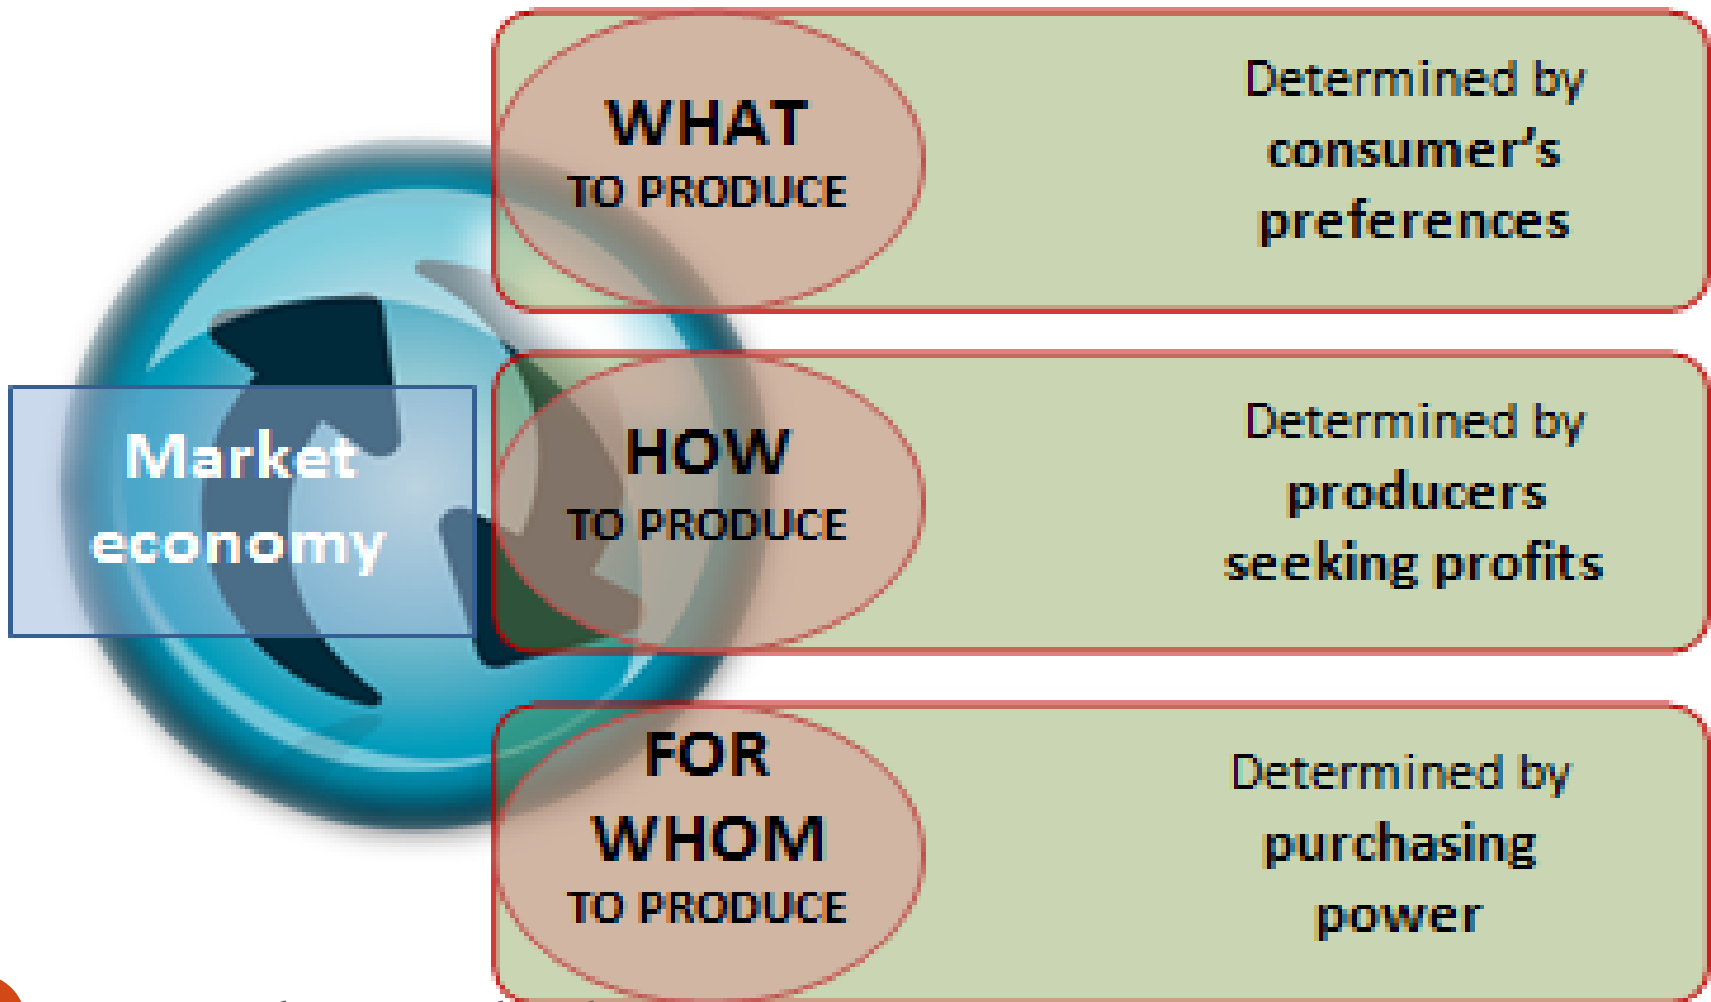 WHAT
TO PRODUCE
Determined by
consumer's
preferences
Market
economy
HOW
TO PRODUCE
Determined by
producers
seeking profits
FOR
WHOM
TO PRODUCE
Determined by
purchasing
power